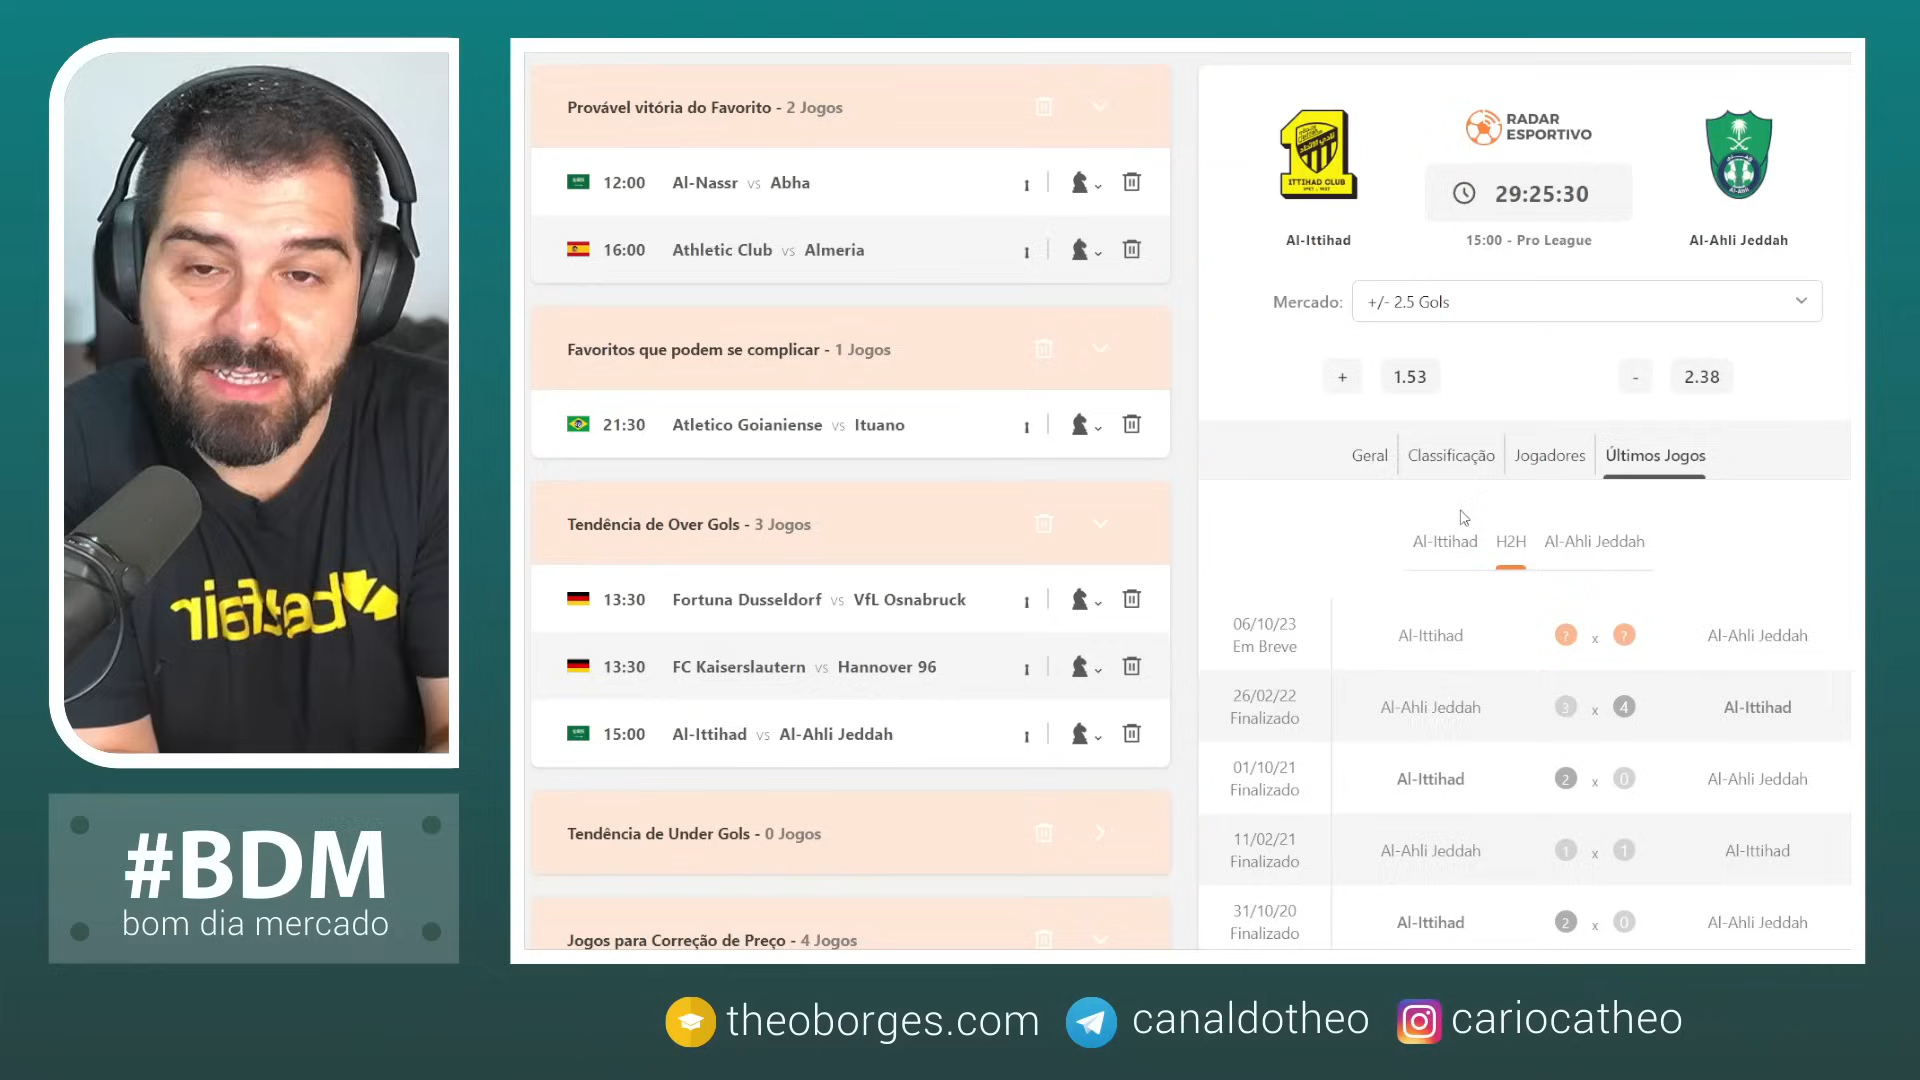 betfair
#BDM
bom dia mercado
Provável vitória do Favorito - 2 Jogos
12:00 Al-Nassr vs Abha
16:00 Athletic Club vs Almeria
Favoritos que podem se complicar - 1 Jogos
21:30 Atletico Goianiense vs Ituano
Tendência de Over Gols - 3 Jogos
13:30 Fortuna Dusseldorf vs VfL Osnabruck
13:30 FC Kaiserslautern vs Hannover 96
15:00 Al-Ittihad vs Al-Ahli Jeddah
Tendência de Under Gols - 0 Jogos
Jogos para Correção de Preço - 4 Jogos
ITTIHAD CLUB
RADAR
ESPORTIVO
29:25:30
Al-Ittihad 15:00 - Pro League Al-Ahli Jeddah
Mercado: +/- 2.5 Gols
+ 1.53 - 2.38
Geral Classificação Jogadores Últimos Jogos
Al-Ittihad H2H Al-Ahli Jeddah
06/10/23
Em Breve
Al-Ittihad ? x ? Al-Ahli Jeddah
26/02/22
Finalizado
Al-Ahli Jeddah 3 x 4 Al-Ittihad
01/10/21
Finalizado
Al-Ittihad 2 x 0 Al-Ahli Jeddah
11/02/21
Finalizado
Al-Ahli Jeddah 1 x 1 Al-Ittihad
31/10/20
Finalizado
Al-Ittihad 2 x 0 Al-Ahli Jeddah
theoborges.com canaldotheo cariocatheo